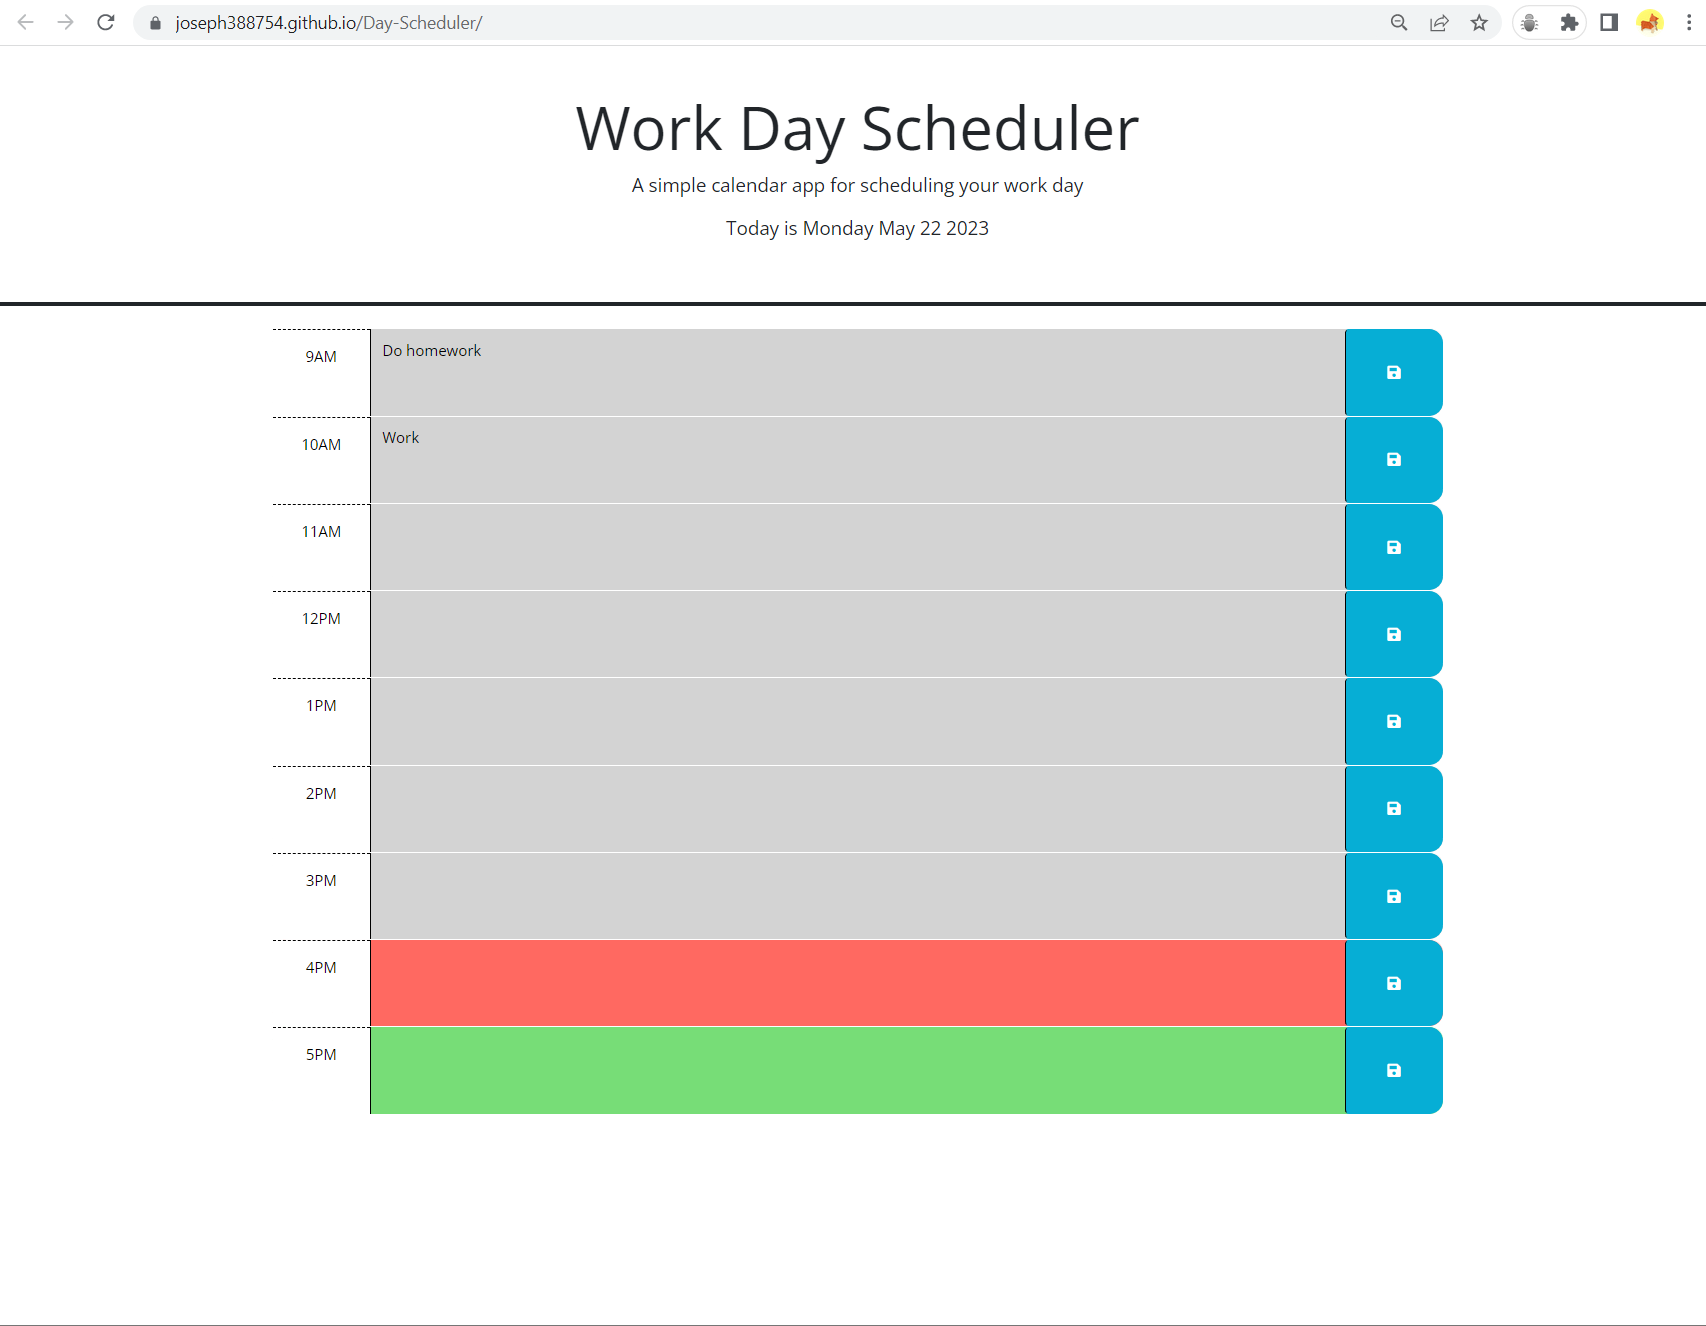 joseph388754.github.io/Day-Scheduler/
Work Day Scheduler
A simple calendar app for scheduling your work day
Today is Monday May 22 2023
9AM
Do homework
10AM
Work
11AM
12PM
1PM
2PM
3PM
4PM
5PM